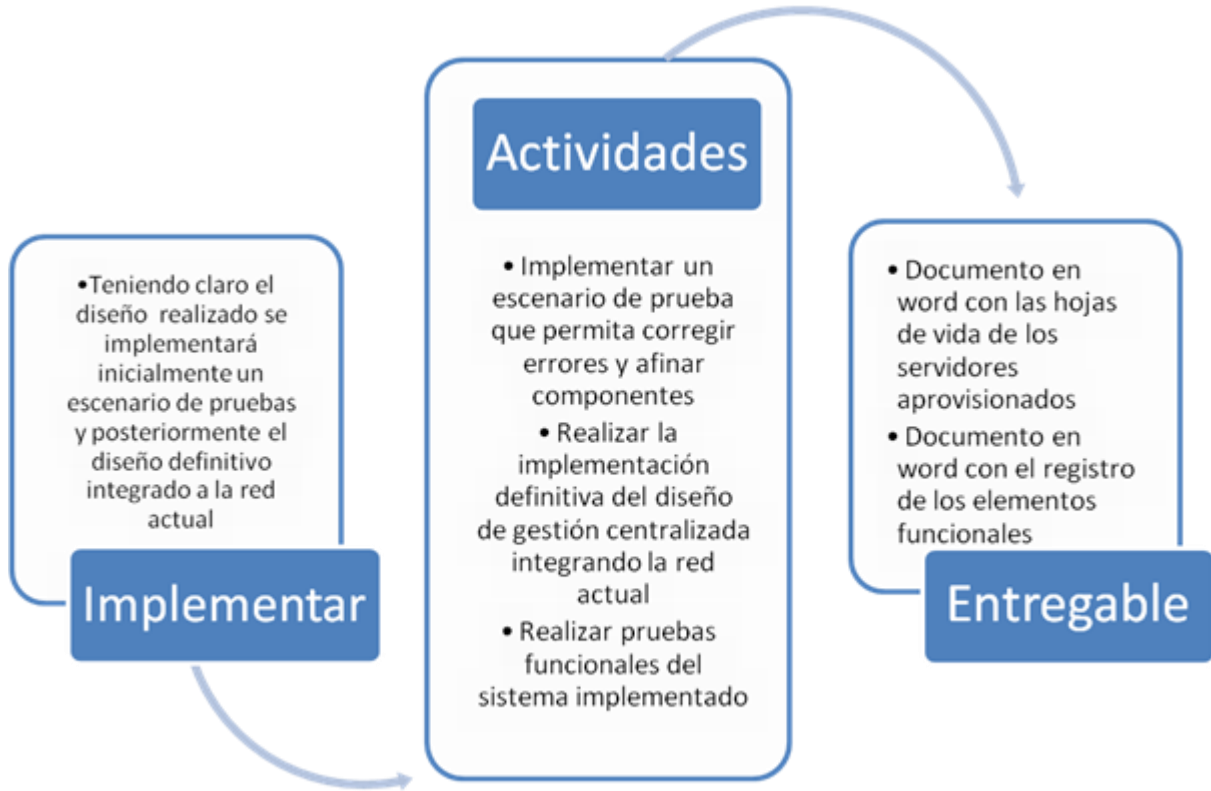 •Teniendo claro el
diseño realizado se
implementará
inicialmente un
escenario de pruebas
y posteriormente el
diseño definitivo
integrado a la red
actual
Implementar
Actividades
• Implementar un
escenario de prueba
que permita corregir
errores y afinar
componentes
• Realizar la
implementación
definitiva del diseño
de gestión centralizada
integrando la red
actual
• Realizar pruebas
funcionales del
sistema implementado
• Documento en
word con las hojas
de vida de los
servidores
aprovisionados
• Documento en
word con el registro
de los elementos
funcionales
Entregable